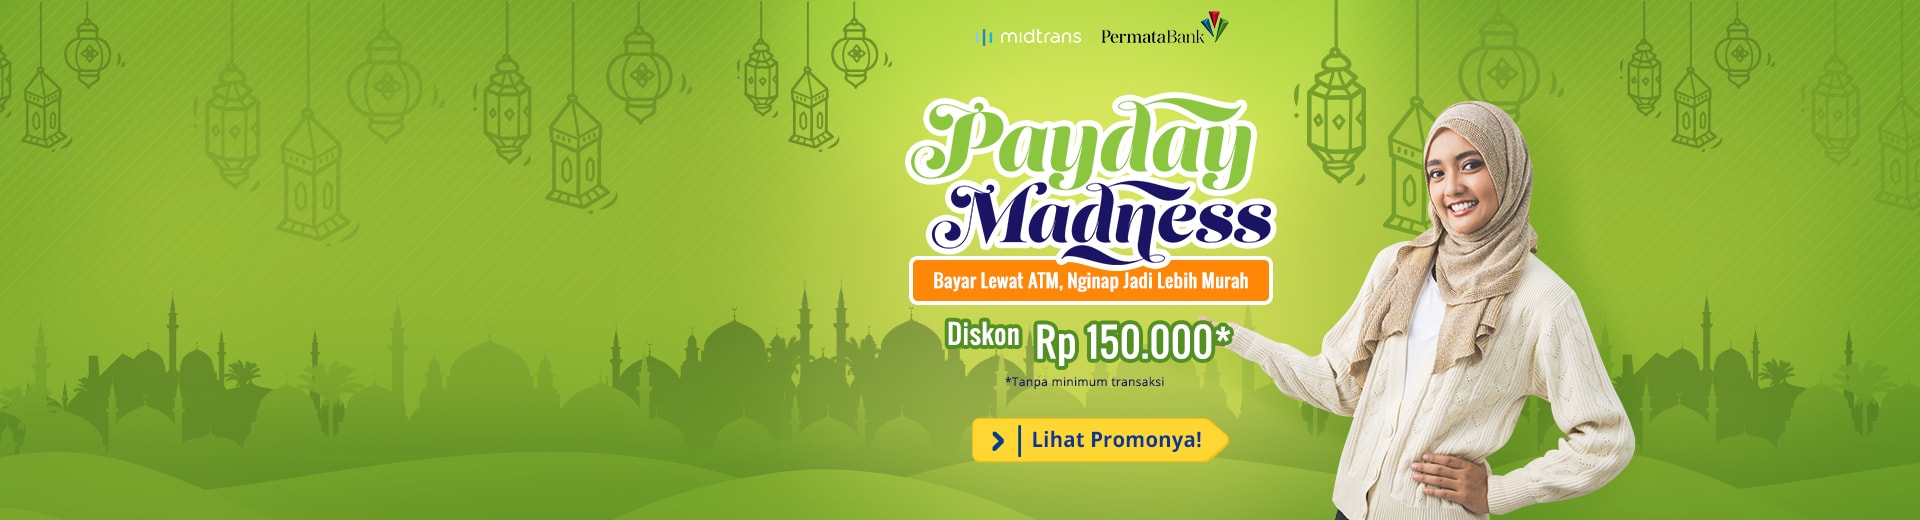 midtrans PermataBank
Payday
Madness
Bayar Lewat ATM, Nginap Jadi Lebih Murah
Diskon Rp 150.000*
*Tanpa minimum transaksi
Lihat Promonya!